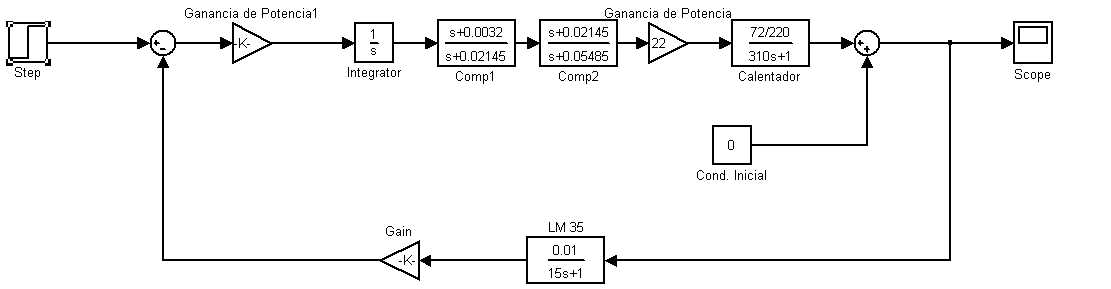 Ganancia de Potencia1
Ganancia de Potencia
Step
-K-
1
s
Integrator
s+0.0032
s+0.02145
Comp1
s+0.02145
s+0.05485
Comp2
22
72/220
310s+1
Calentador
Scope
0
Cond. Inicial
LM 35
0.01
15s+1
Gain
-K-